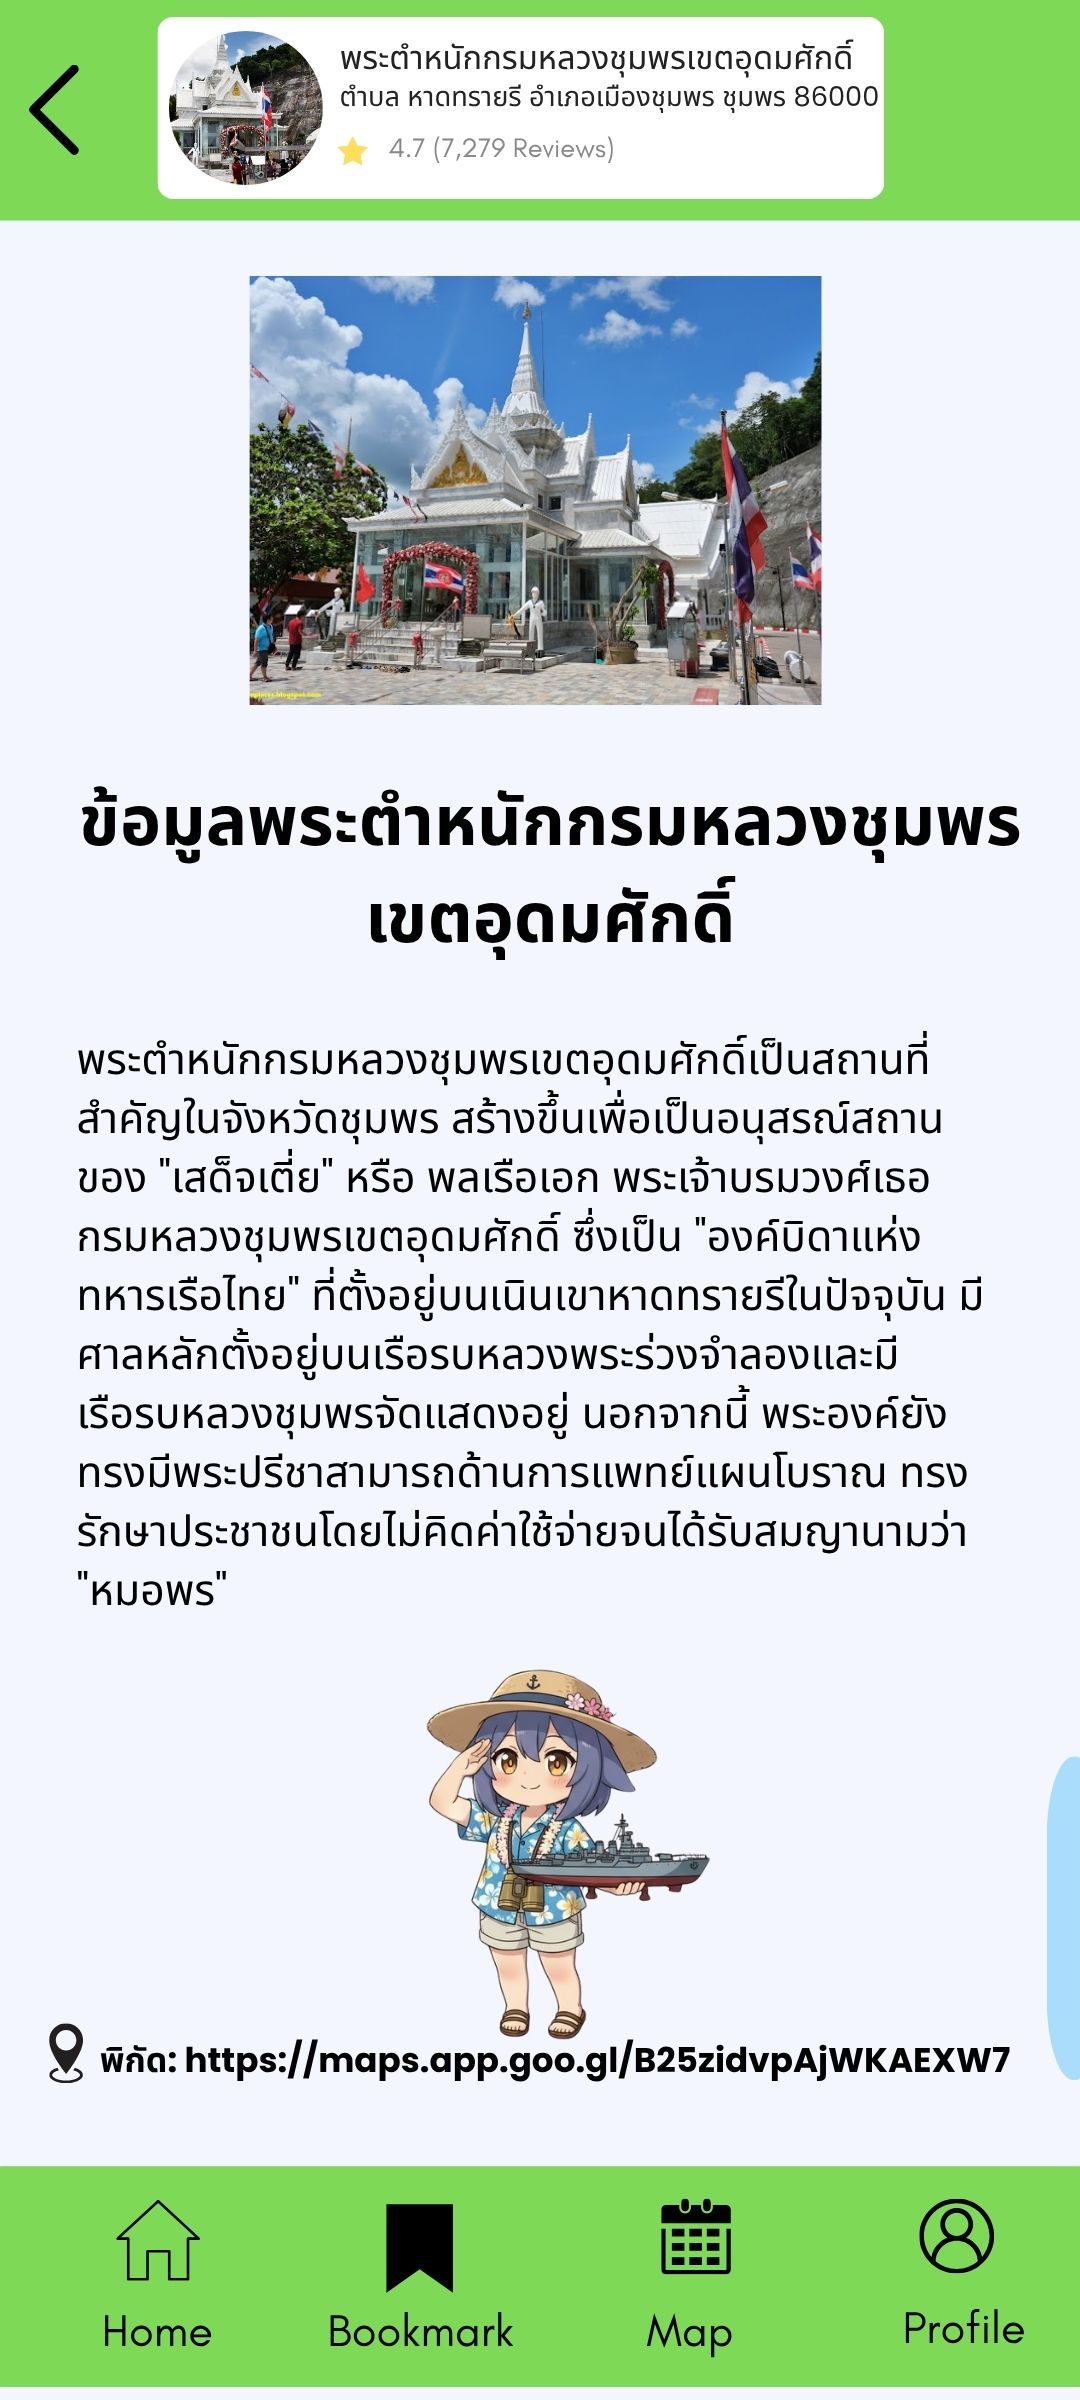 พระตำหนักกรมหลวงชุมพรเขตอุดมศักดิ์
ตำบล หาดทรายรี อำเภอเมืองชุมพร ชุมพร 86000
4.7 (7,279 Reviews)
ข้อมูลพระตำหนักกรมหลวงชุมพร
เขตอุดมศักดิ์
พระตำหนักกรมหลวงชุมพรเขตอุดมศักดิ์เป็นสถานที่
สำคัญในจังหวัดชุมพร สร้างขึ้นเพื่อเป็นอนุสรณ์สถาน
ของ "เสด็จเตี่ย" หรือ พลเรือเอก พระเจ้าบรมวงศ์เธอ
กรมหลวงชุมพรเขตอุดมศักดิ์ ซึ่งเป็น "องค์บิดาแห่ง
ทหารเรือไทย" ที่ตั้งอยู่บนเนินเขาหาดทรายรีในปัจจุบัน มี
ศาลหลักตั้งอยู่บนเรือรบหลวงพระร่วงจำลองและมี
เรือรบหลวงชุมพรจัดแสดงอยู่ นอกจากนี้ พระองค์ยัง
ทรงมีพระปรีชาสามารถด้านการแพทย์แผนโบราณ ทรง
รักษาประชาชนโดยไม่คิดค่าใช้จ่ายจนได้รับสมญานามว่า
"หมอพร"
พิกัด: https://maps.app.goo.gl/B25zidvpAjWKAEXW7
Home
Bookmark
Map
Profile